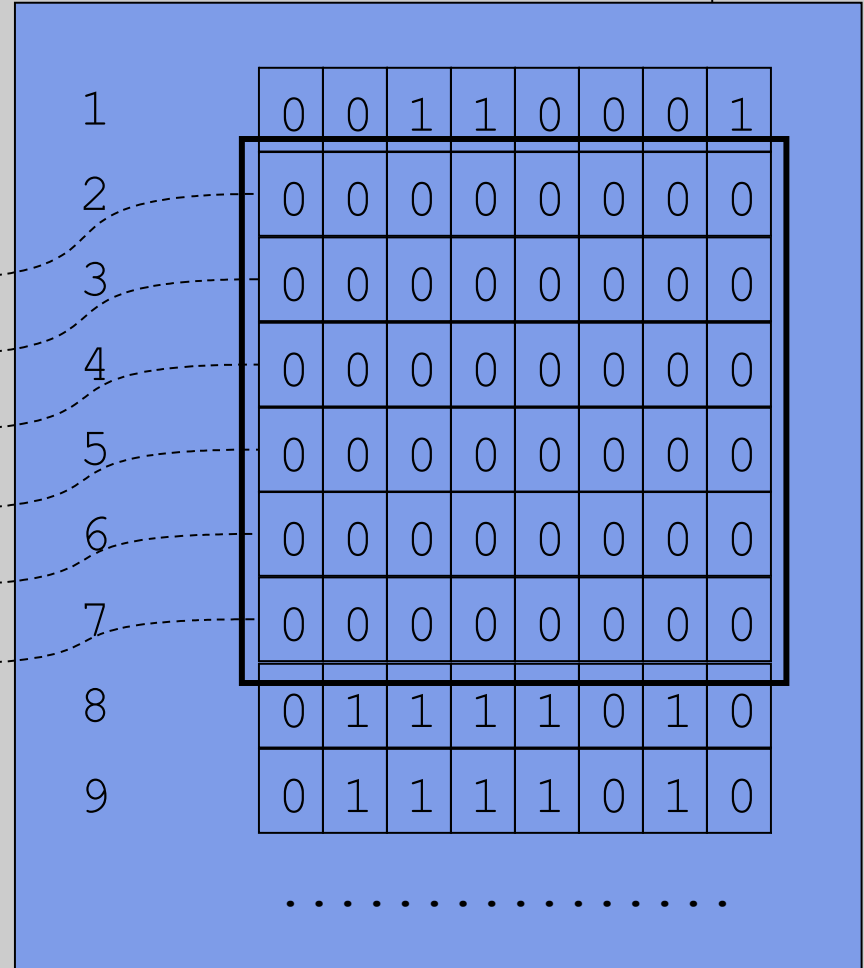 1 0 0 1 1 0 0 0 1
2 0 0 0 0 0 0 0 0
3 0 0 0 0 0 0 0 0
4 0 0 0 0 0 0 0 0
5 0 0 0 0 0 0 0 0
6 0 0 0 0 0 0 0 0
7 0 0 0 0 0 0 0 0
8 0 1 1 1 1 0 1 0
9 0 1 1 1 1 0 1 0
. . . . . . . . . . . . . . . .